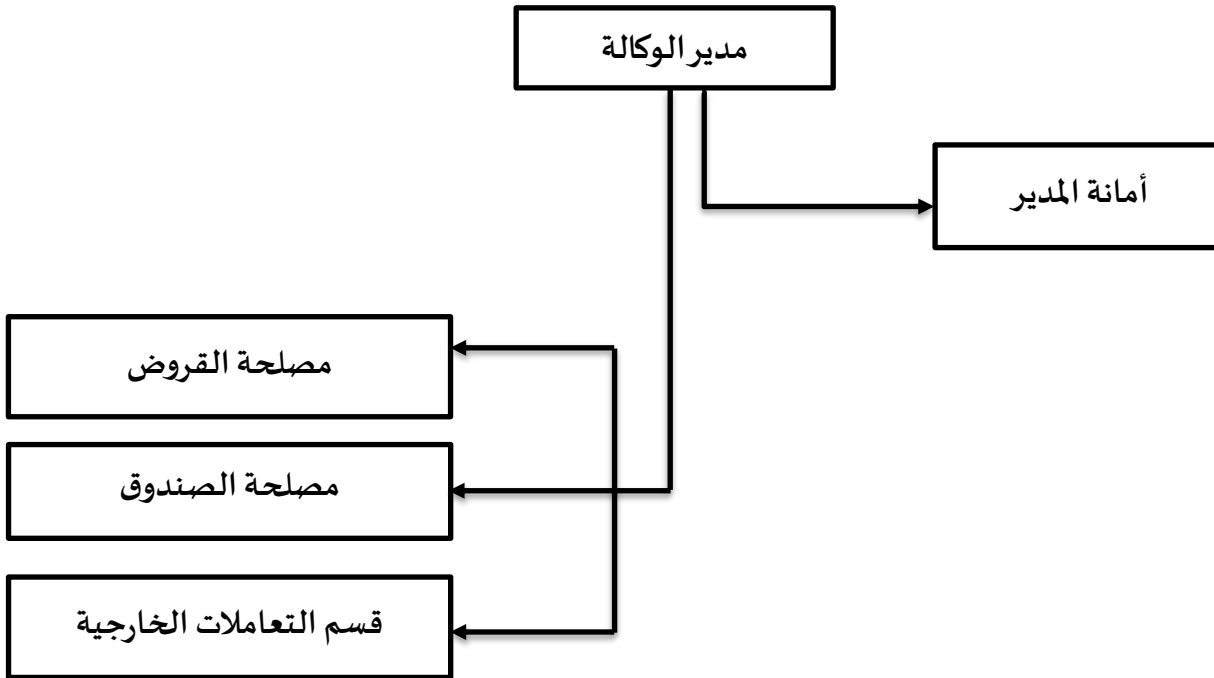 مدير الوكالة
أمانة المدير
مصلحة القروض
مصلحة الصندوق
قسم التعاملات الخارجية